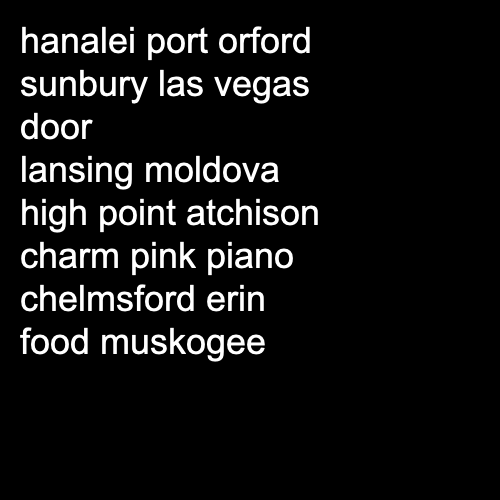 hanalei port orford
sunbury las vegas
door
lansing moldova
high point atchison
charm pink piano
chelmsford erin
food muskogee